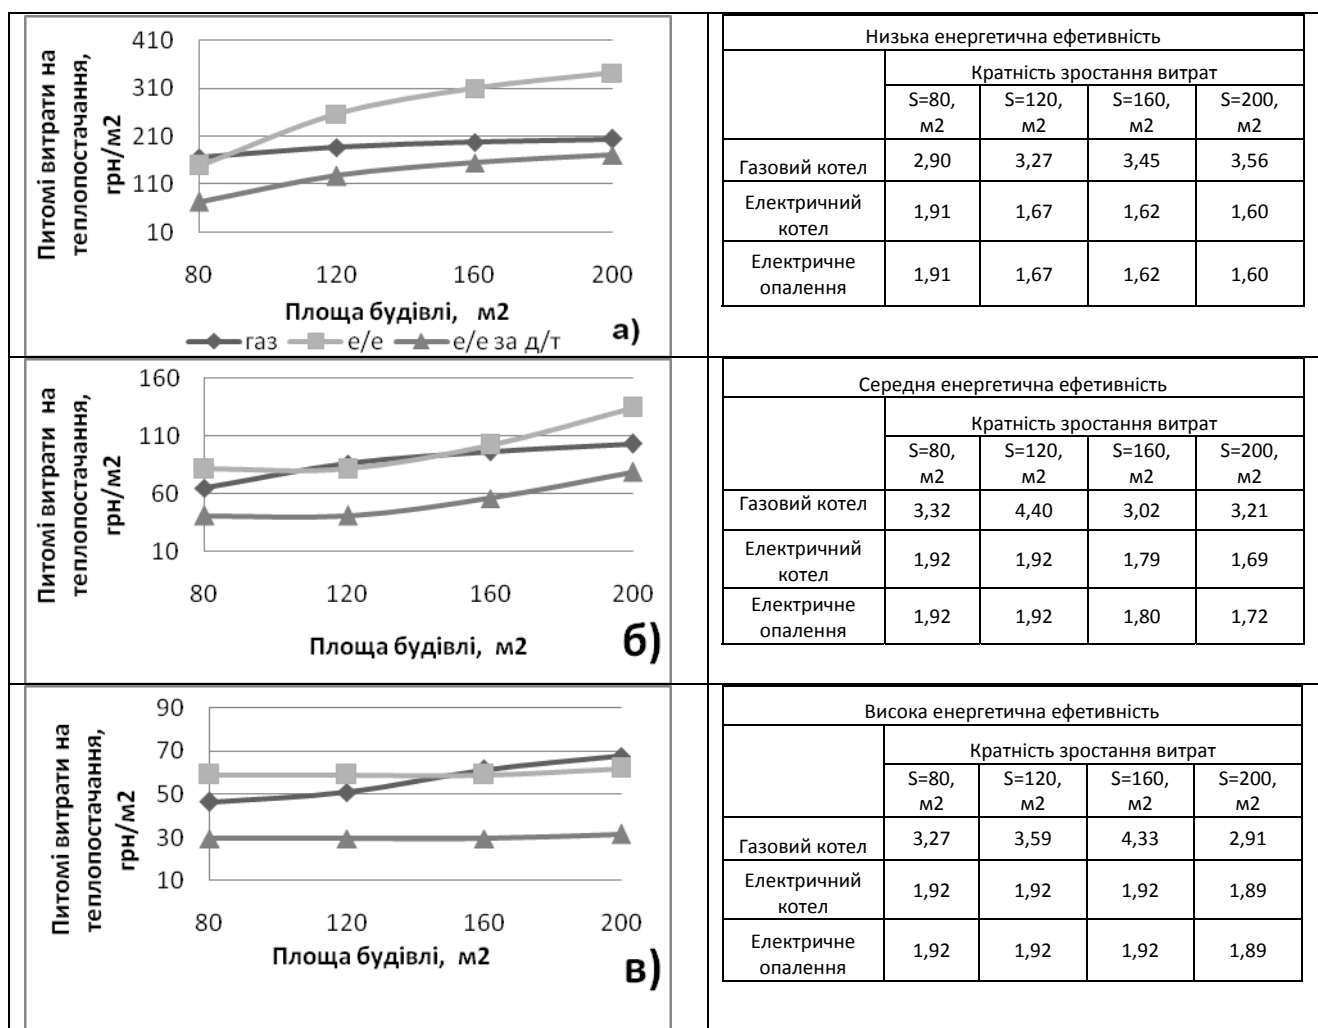 Питомі витрати на
теплопостачання,
грн/м2
410
310
210
110
10
80 120 160 200
Площа будівлі, м2
газ е/е е/е за д/т
а)
Низька енергетична ефетивність
Кратність зростання витрат
S=80, S=120, S=160, S=200,
м2 м2 м2 м2
Газовий котел 2,90 3,27 3,45 3,56
Електричний
котел 1,91 1,67 1,62 1,60
Електричне
опалення 1,91 1,67 1,62 1,60
Питомі витрати на
теплопостачання,
грн/м2
160
110
60
10
80 120 160 200
Площа будівлі, м2
б)
Середня енергетична ефетивність
Кратність зростання витрат
S=80, S=120, S=160, S=200,
м2 м2 м2 м2
Газовий котел 3,32 4,40 3,02 3,21
Електричний
котел 1,92 1,92 1,79 1,69
Електричне
опалення 1,92 1,92 1,80 1,72
Питомі витрати на
теплопостачання,
грн/м2
90
70
50
30
10
80 120 160 200
Площа будівлі, м2
в)
Висока енергетична ефетивність
Кратність зростання витрат
S=80, S=120, S=160, S=200,
м2 м2 м2 м2
Газовий котел 3,27 3,59 4,33 2,91
Електричний
котел 1,92 1,92 1,92 1,89
Електричне
опалення 1,92 1,92 1,92 1,89